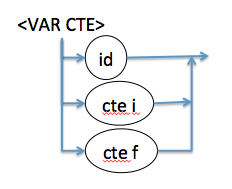 <VAR CTE>
id
cte i
cte f